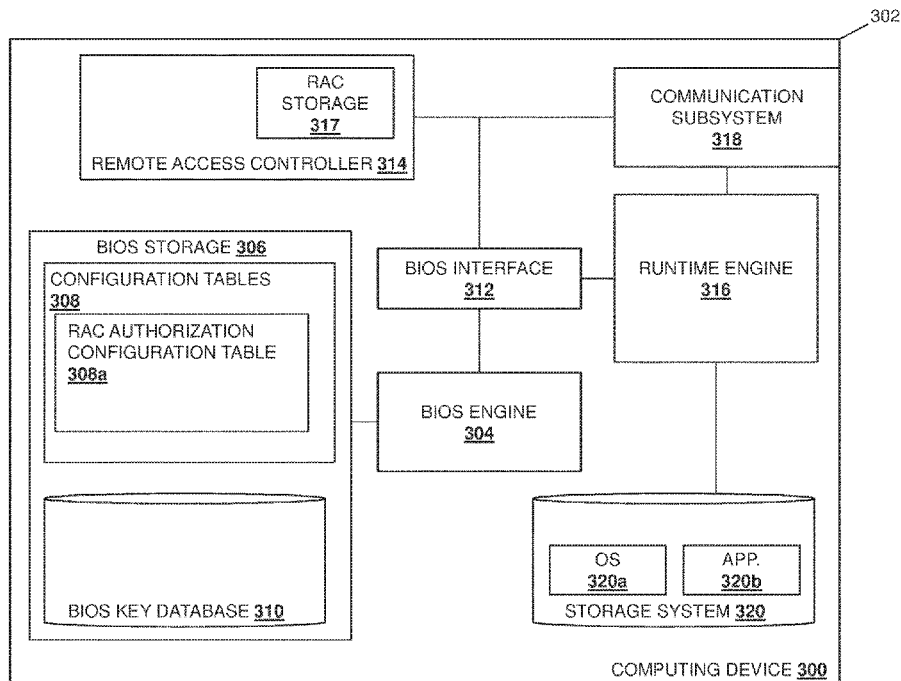 302
RAC
STORAGE
317
REMOTE ACCESS CONTROLLER 314
COMMUNICATION
SUBSYSTEM
318
BIOS STORAGE 306
CONFIGURATION TABLES
308
RAC AUTHORIZATION
CONFIGURATION TABLE
308a
BIOS INTERFACE
312
RUNTIME ENGINE
316
BIOS ENGINE
304
BIOS KEY DATABASE 310
OS
320a
APP.
320b
STORAGE SYSTEM 320
COMPUTING DEVICE 300